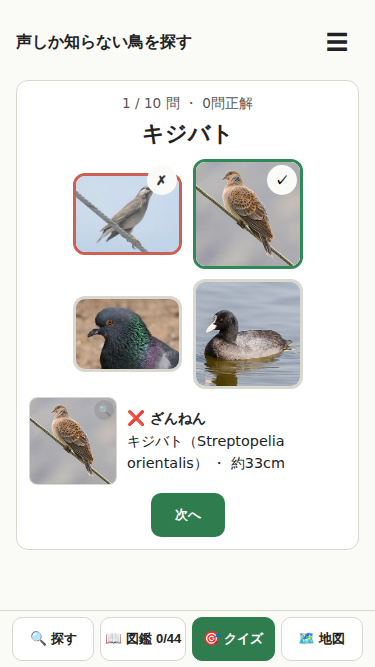 声しか知らない鳥を探す
☰
1 / 10 問 ・ 0問正解
キジバト
✗
✓
❌ ざんねん
キジバト（Streptopelia
orientalis） ・ 約33cm
次へ
🔍 探す
📖 図鑑 0/44
🎯 クイズ
🗺️ 地図